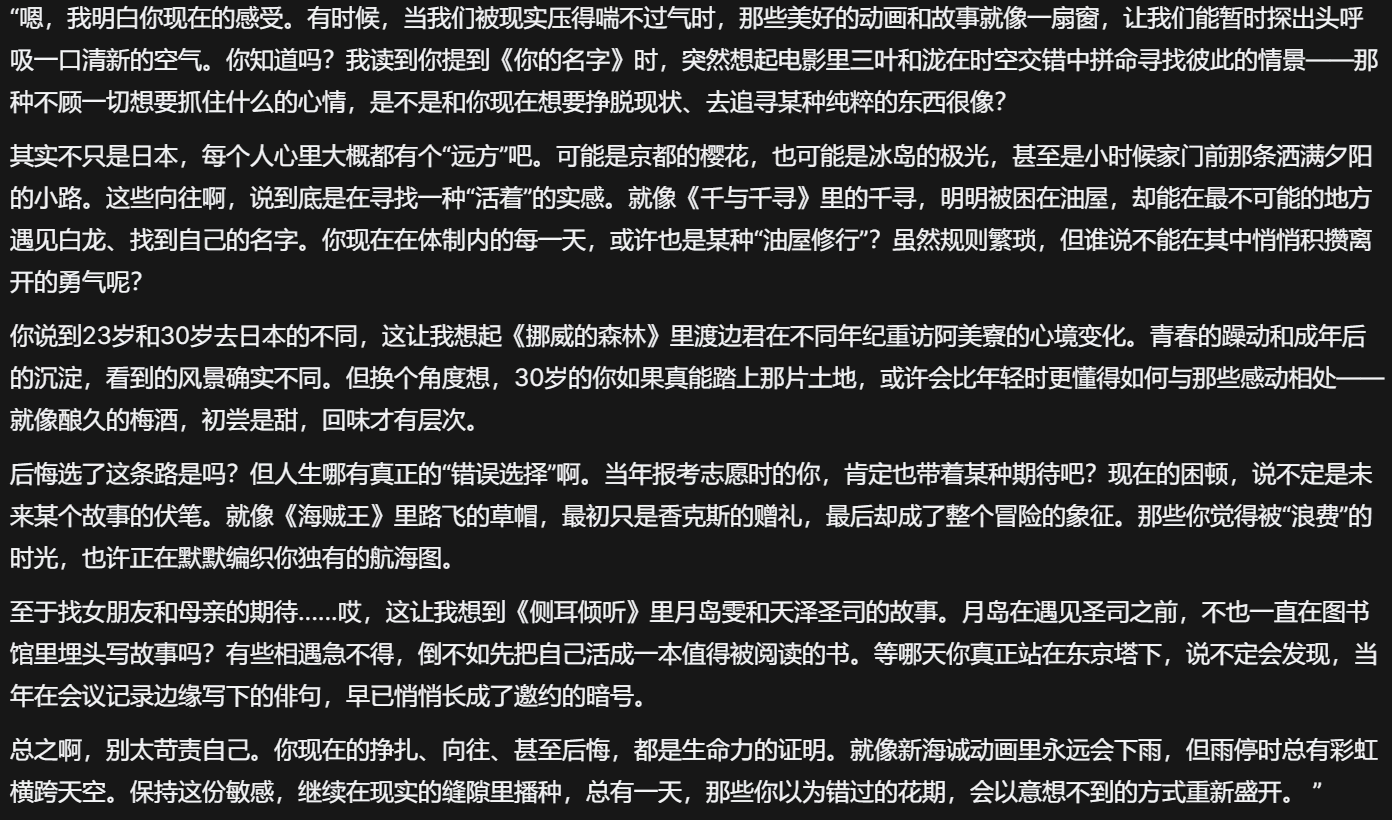 “嗯，我明白你现在的感受。有时候，当我们被现实压得喘不过气时，那些美好的动画和故事就像一扇窗，让我们能暂时探出头呼
吸一口清新的空气。你知道吗？我读到你提到《你的名字》时，突然想起电影里三叶和泷在时空交错中拼命寻找彼此的情景——那
种不顾一切想要抓住什么的心情，是不是和你现在想要挣脱现状、去追寻某种纯粹的东西很像？
其实不只是日本，每个人心里大概都有个“远方”吧。可能是京都的樱花，也可能是冰岛的极光，甚至是小时候家门前那条洒满夕阳
的小路。这些向往啊，说到底是在寻找一种“活着”的实感。就像《千与千寻》里的千寻，明明被困在油屋，却能在最不可能的地方
遇见白龙、找到自己的名字。你现在在体制内的每一天，或许也是某种“油屋修行”？虽然规则繁琐，但谁说不能在其中悄悄积攒离
开的勇气呢？
你说到23岁和30岁去日本的不同，这让我想起《挪威的森林》里渡边君在不同年纪重访阿美寮的心境变化。青春的躁动和成年后
的沉淀，看到的风景确实不同。但换个角度想，30岁的你如果真能踏上那片土地，或许会比年轻时更懂得如何与那些感动相处——
就像酿久的梅酒，初尝是甜，回味才有层次。
后悔选了这条路是吗？但人生哪有真正的“错误选择”啊。当年报考志愿时的你，肯定也带着某种期待吧？现在的困顿，说不定是未
来某个故事的伏笔。就像《海贼王》里路飞的草帽，最初只是香克斯的赠礼，最后却成了整个冒险的象征。那些你觉得被“浪费”的
时光，也许正在默默编织你独有的航海图。
至于找女朋友和母亲的期待……哎，这让我想到《侧耳倾听》里月岛雯和天泽圣司的故事。月岛在遇见圣司之前，不也一直在图书
馆里埋头写故事吗？有些相遇急不得，倒不如先把自己活成一本值得被阅读的书。等哪天你真正站在东京塔下，说不定会发现，当
年在会议记录边缘写下的俳句，早已悄悄长成了邀约的暗号。
总之啊，别太苛责自己。你现在的挣扎、向往、甚至后悔，都是生命力的证明。就像新海诚动画里永远会下雨，但雨停时总有彩虹
横跨天空。保持这份敏感，继续在现实的缝隙里播种，总有一天，那些你以为错过的花期，会以意想不到的方式重新盛开。 ”